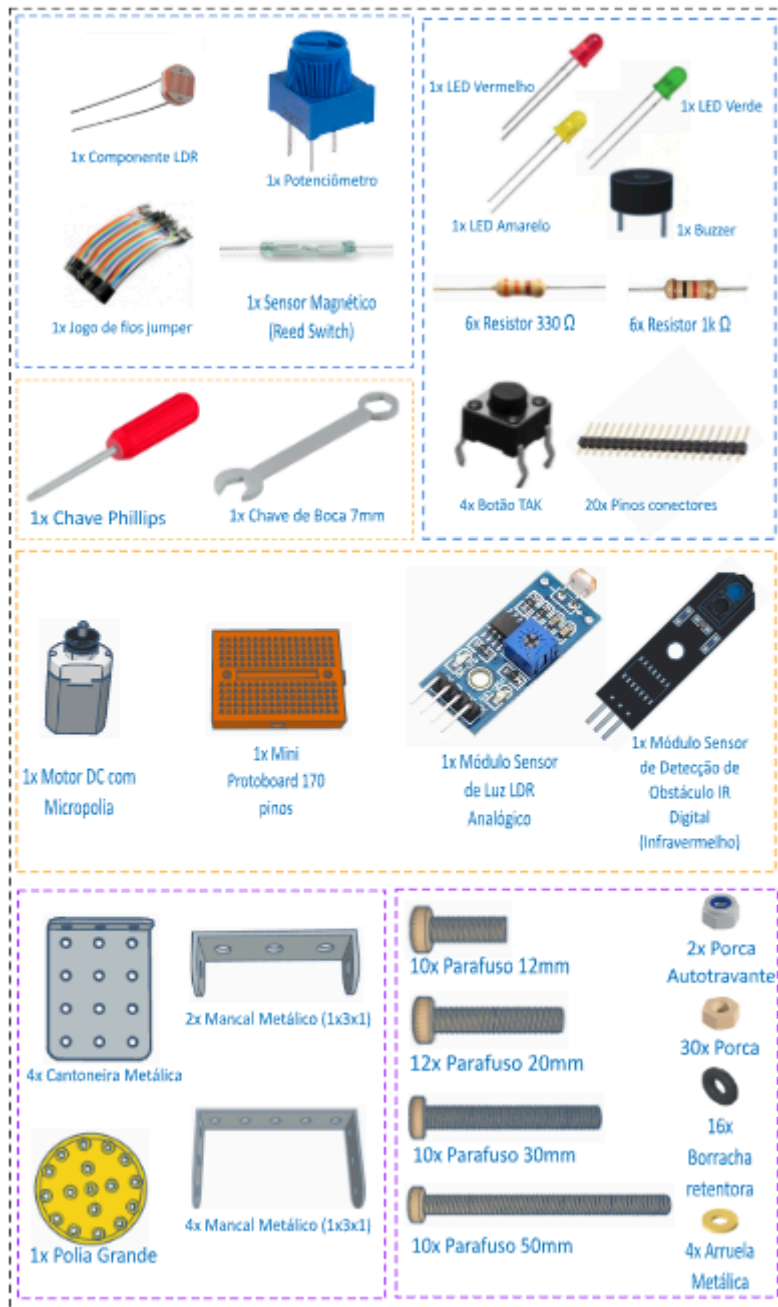 1x Componente LDR
1x Potenciômetro
1x Jogo de fios jumper
1x Sensor Magnético
(Reed Switch)
1x LED Vermelho
1x LED Verde
1x LED Amarelo
1x Buzzer
6x Resistor 330 Ω
6x Resistor 1k Ω
4x Botão TAK
20x Pinos conectores
1x Chave Phillips
1x Chave de Boca 7mm
1x Motor DC com
Micropolia
1x Mini
Protoboard 170
pinos
1x Módulo Sensor
de Luz LDR
Analógico
1x Módulo Sensor
de Detecção de
Obstáculo IR
Digital
(Infravermelho)
4x Cantoneira Metálica
2x Mancal Metálico (1x3x1)
1x Polia Grande
4x Mancal Metálico (1x3x1)
10x Parafuso 12mm
12x Parafuso 20mm
10x Parafuso 30mm
10x Parafuso 50mm
2x Porca
Autotravante
30x Porca
16x
Borracha
retentora
4x Arruela
Metálica